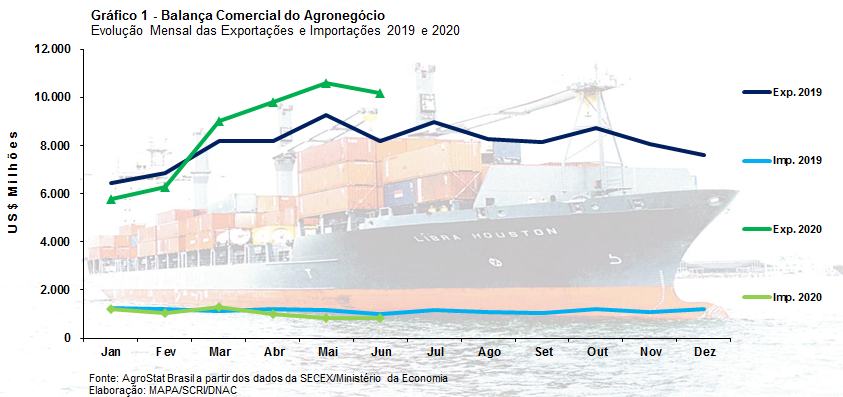 Gráfico 1 - Balança Comercial do Agronegócio
Evolução Mensal das Exportações e Importações 2019 e 2020
US$ Milhões
12.000
10.000
8.000
6.000
4.000
2.000
0
Jan Fev Mar Abr Mai Jun Jul Ago Set Out Nov Dez
Exp. 2019
Imp. 2019
Exp. 2020
Imp. 2020
LIBRA HOUSTON
Fonte: AgroStat Brasil a partir dos dados da SECEX/Ministério da Economia
Elaboração: MAPA/SCRI/DNAC